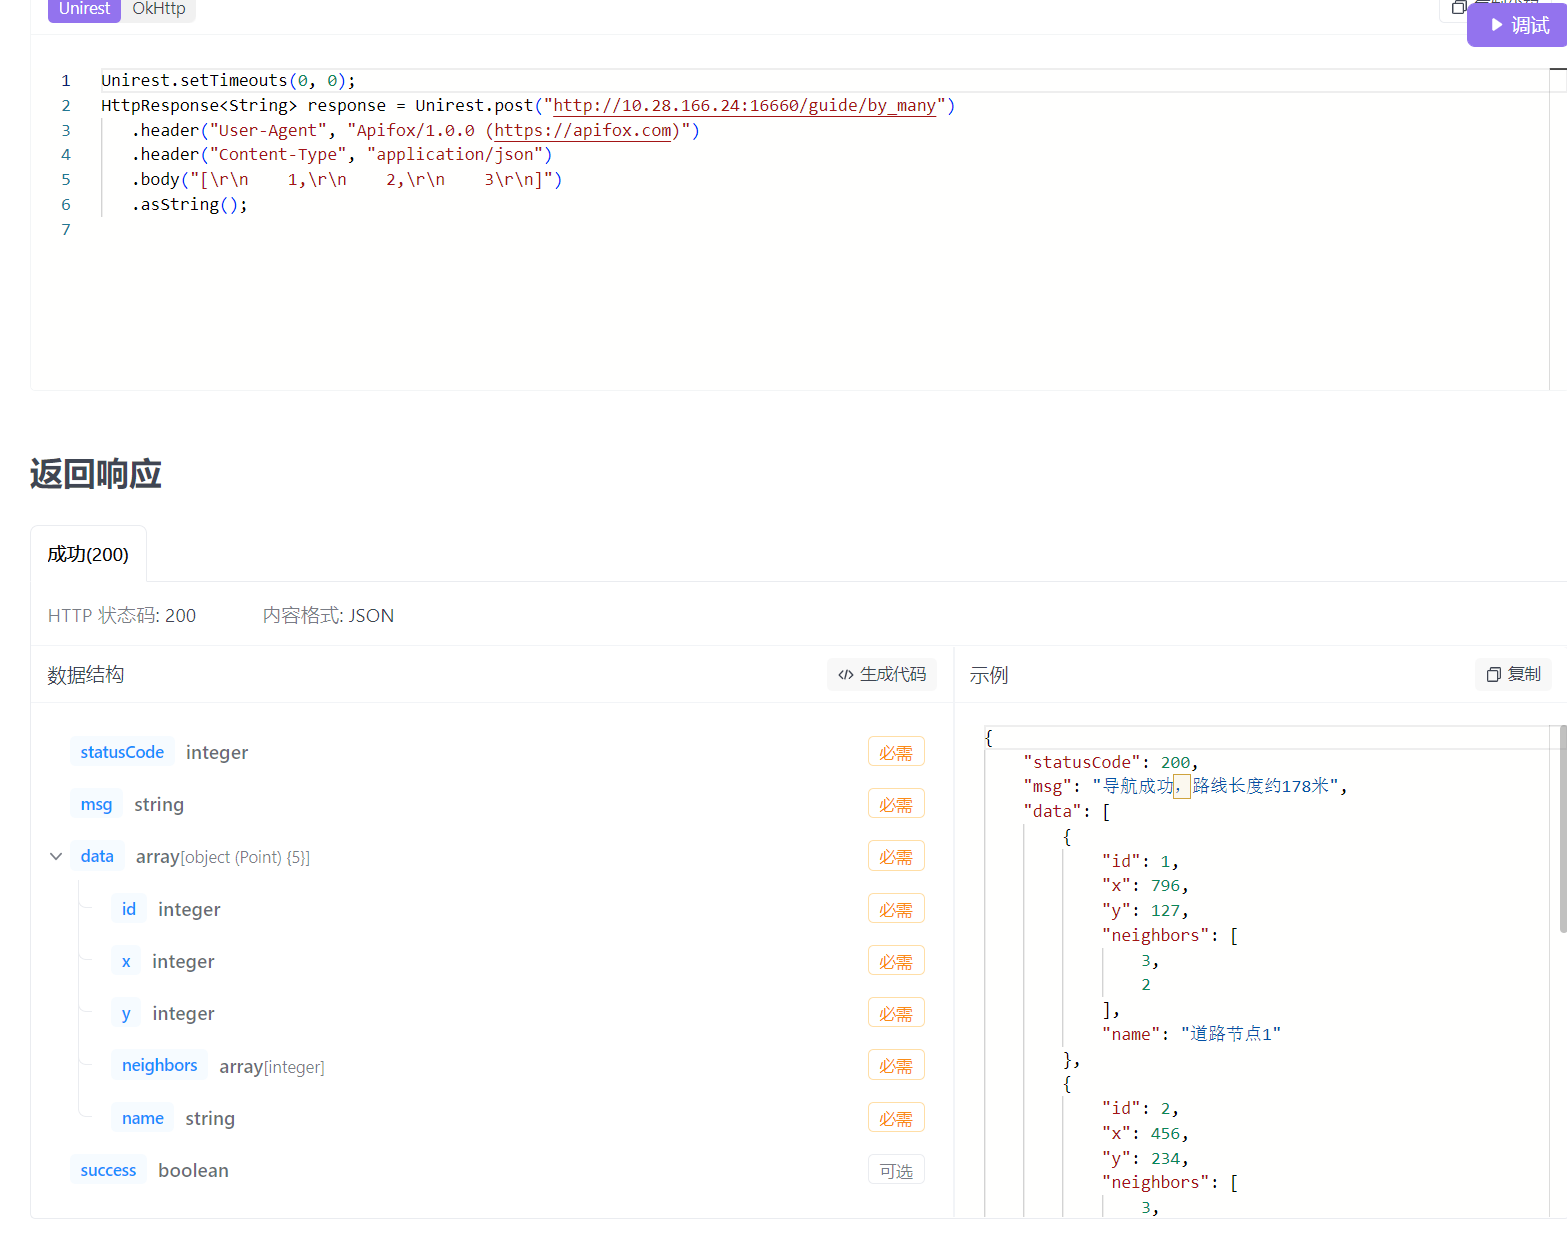 Unirest OkHttp
调试
1 Unirest.setTimeouts(0, 0);
2 HttpResponse<String> response = Unirest.post("http://10.28.166.24:16660/guide/by_many")
3 .header("User-Agent", "Apifox/1.0.0 (https://apifox.com)")
4 .header("Content-Type", "application/json")
5 .body("[\r\n    1,\r\n    2,\r\n    3\r\n]")
6 .asString();
7
返回响应
成功(200)
HTTP 状态码: 200 内容格式: JSON
数据结构 生成代码
statusCode integer 必需
msg string 必需
data array[object (Point) {5}] 必需
id integer 必需
x integer 必需
y integer 必需
neighbors array[integer] 必需
name string 必需
success boolean 可选
示例 复制
{
"statusCode": 200,
"msg": "导航成功，路线长度约178米",
"data": [
{
"id": 1,
"x": 796,
"y": 127,
"neighbors": [
3,
2
],
"name": "道路节点1"
},
{
"id": 2,
"x": 456,
"y": 234,
"neighbors": [
3,